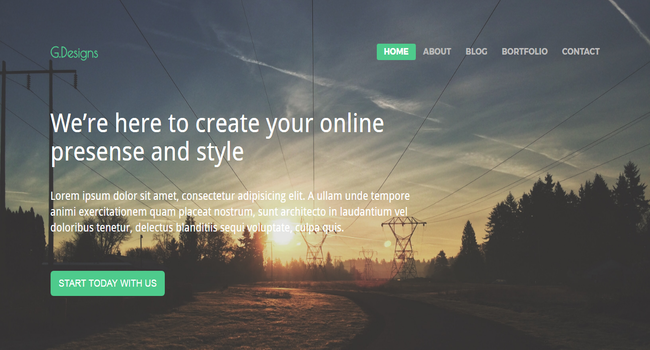 G.Designs
HOME ABOUT BLOG BORTFOLIO CONTACT
We’re here to create your online
presense and style
Lorem ipsum dolor sit amet, consectetur adipisicing elit. A ullam unde tempore
animi exercitationem quam placeat nostrum, sunt architecto in laudantium vel
doloribus tenetur, delectus blanditiis sequi voluptate, culpa quis.
START TODAY WITH US